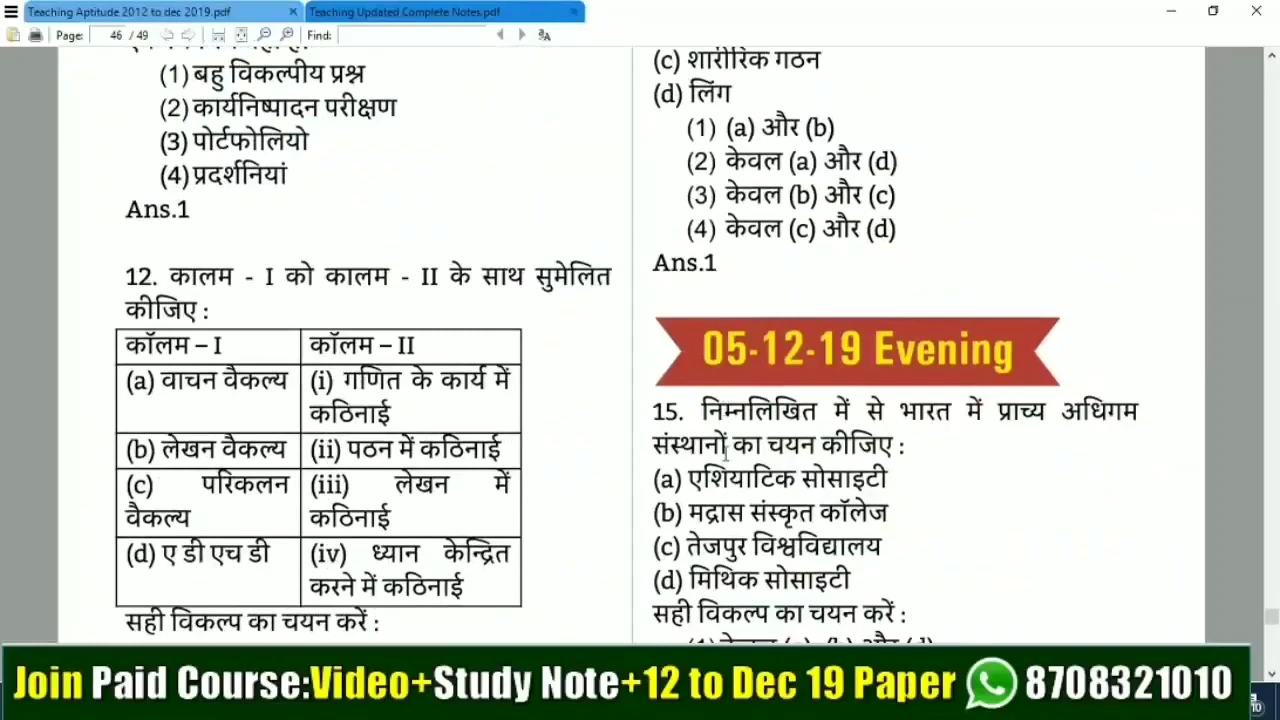 Teaching Aptitude 2012 to dec 2019.pdf
Teaching Updated Complete Notes.pdf
Page: 46 / 49 Find:
(1) बहु विकल्पीय प्रश्न
(2) कार्यनिष्पादन परीक्षण
(3) पोर्टफोलियो
(4) प्रदर्शनियां
Ans.1
12. कालम - I को कालम - II के साथ सुमेलित
कीजिए :
कॉलम – I कॉलम – II
(a) वाचन वैकल्य (i) गणित के कार्य में
कठिनाई
(b) लेखन वैकल्य (ii) पठन में कठिनाई
(c) परिकलन (iii) लेखन में
वैकल्य कठिनाई
(d) ए डी एच डी (iv) ध्यान केन्द्रित
करने में कठिनाई
सही विकल्प का चयन करें :
(c) शारीरिक गठन
(d) लिंग
(1) (a) और (b)
(2) केवल (a) और (d)
(3) केवल (b) और (c)
(4) केवल (c) और (d)
Ans.1
05-12-19 Evening
15. निम्नलिखित में से भारत में प्राच्य अधिगम
संस्थानों का चयन कीजिए :
(a) एशियाटिक सोसाइटी
(b) मद्रास संस्कृत कॉलेज
(c) तेजपुर विश्वविद्यालय
(d) मिथिक सोसाइटी
सही विकल्प का चयन करें :
Join Paid Course:Video+Study Note+12 to Dec 19 Paper 8708321010